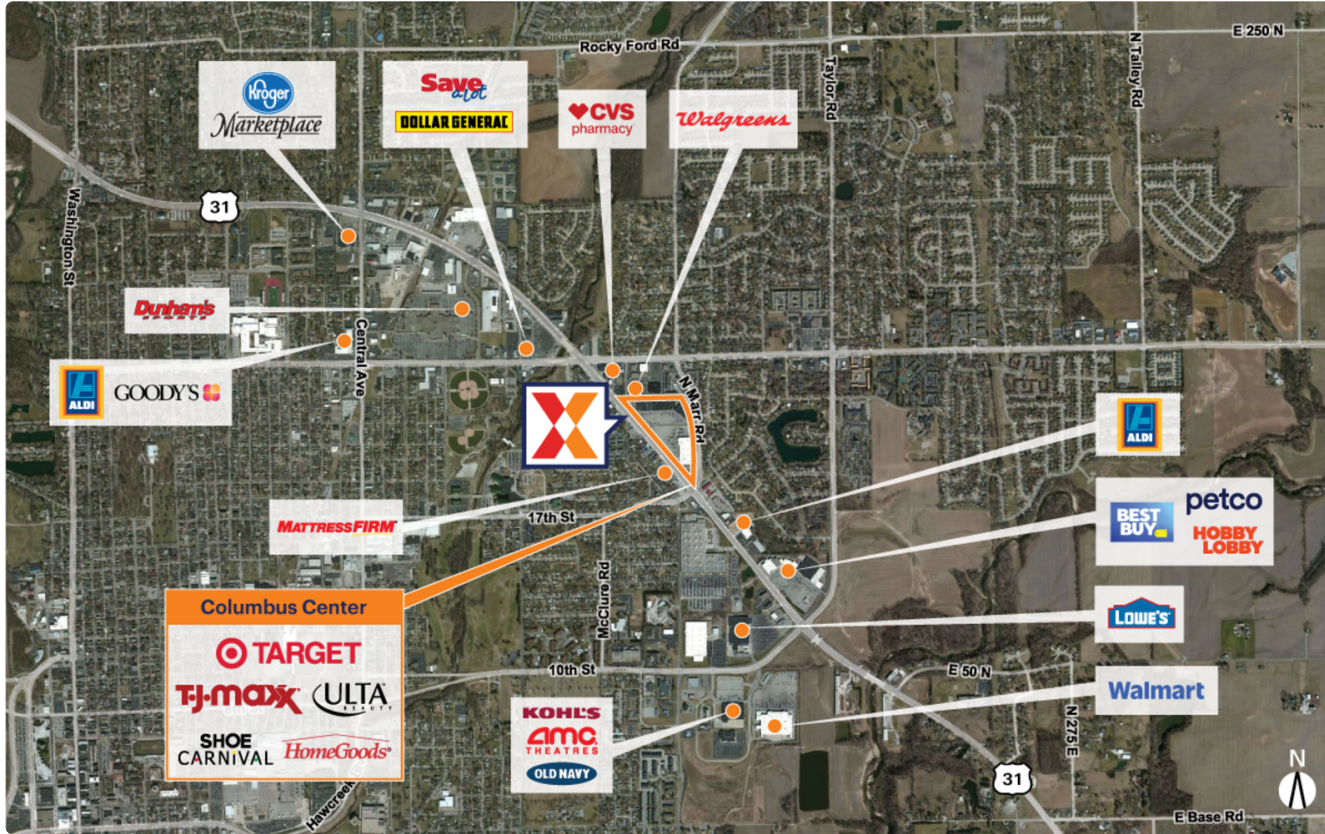 Rocky Ford Rd
E 250 N
N Talley Rd
Taylor Rd
Kroger
Marketplace
Save
a lot
DOLLAR GENERAL
CVS
pharmacy
Walgreens
31
Washington St
Dunham's
SPORTS
Central Ave
ALDI
GOODY'S
N Marr Rd
ALDI
MATTRESSFIRM
17th St
BEST
BUY
petco
HOBBY
LOBBY
McClure Rd
Columbus Center
TARGET
T·J·maxx
ULTA
BEAUTY
SHOE
CARNIVAL
HomeGoods
LOWE'S
10th St
E 50 N
Walmart
N 275 E
KOHL'S
amc
THEATRES
OLD NAVY
31
N
Hawcreek
E Base Rd